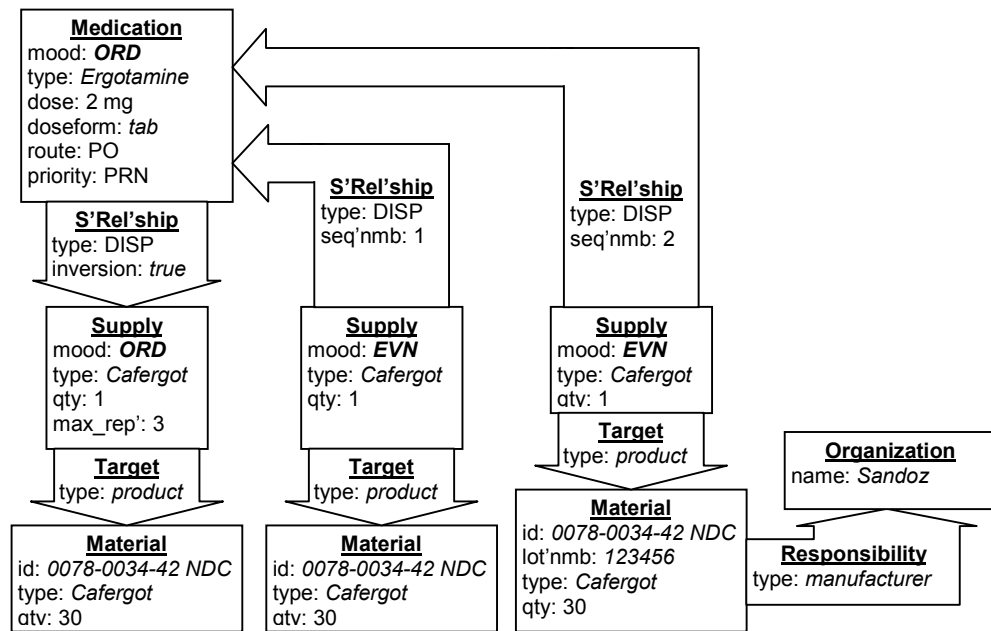 Medication
mood: ORD
type: Ergotamine
dose: 2 mg
doseform: tab
route: PO
priority: PRN
S'Rel'ship
type: DISP
inversion: true
S'Rel'ship
type: DISP
seq'nmb: 1
S'Rel'ship
type: DISP
seq'nmb: 2
Supply
mood: ORD
type: Cafergot
qty: 1
max_rep': 3
Supply
mood: EVN
type: Cafergot
qty: 1
Supply
mood: EVN
type: Cafergot
qty: 1
Target
type: product
Target
type: product
Target
type: product
Organization
name: Sandoz
Material
id: 0078-0034-42 NDC
type: Cafergot
qty: 30
Material
id: 0078-0034-42 NDC
type: Cafergot
qty: 30
Material
id: 0078-0034-42 NDC
lot'nmb: 123456
type: Cafergot
qty: 30
Responsibility
type: manufacturer